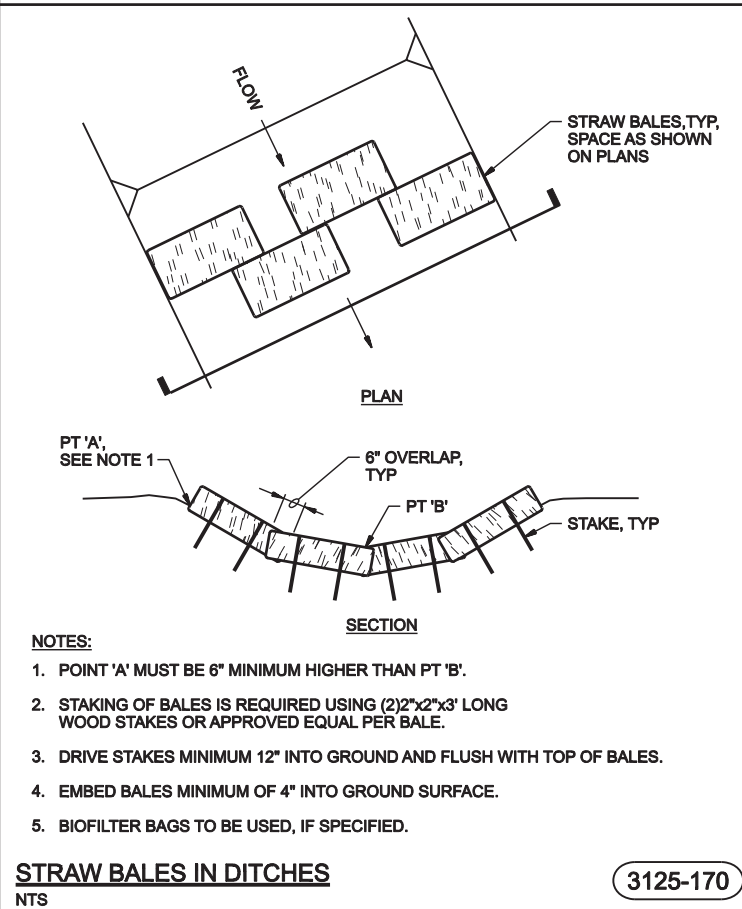 FLOW
STRAW BALES,TYP,
SPACE AS SHOWN
ON PLANS
PLAN
PT 'A',
SEE NOTE 1
6" OVERLAP,
TYP
PT 'B'
STAKE, TYP
SECTION
NOTES:
1. POINT 'A' MUST BE 6" MINIMUM HIGHER THAN PT 'B'.
2. STAKING OF BALES IS REQUIRED USING (2)2"x2"x3' LONG
WOOD STAKES OR APPROVED EQUAL PER BALE.
3. DRIVE STAKES MINIMUM 12" INTO GROUND AND FLUSH WITH TOP OF BALES.
4. EMBED BALES MINIMUM OF 4" INTO GROUND SURFACE.
5. BIOFILTER BAGS TO BE USED, IF SPECIFIED.
STRAW BALES IN DITCHES
NTS
3125-170